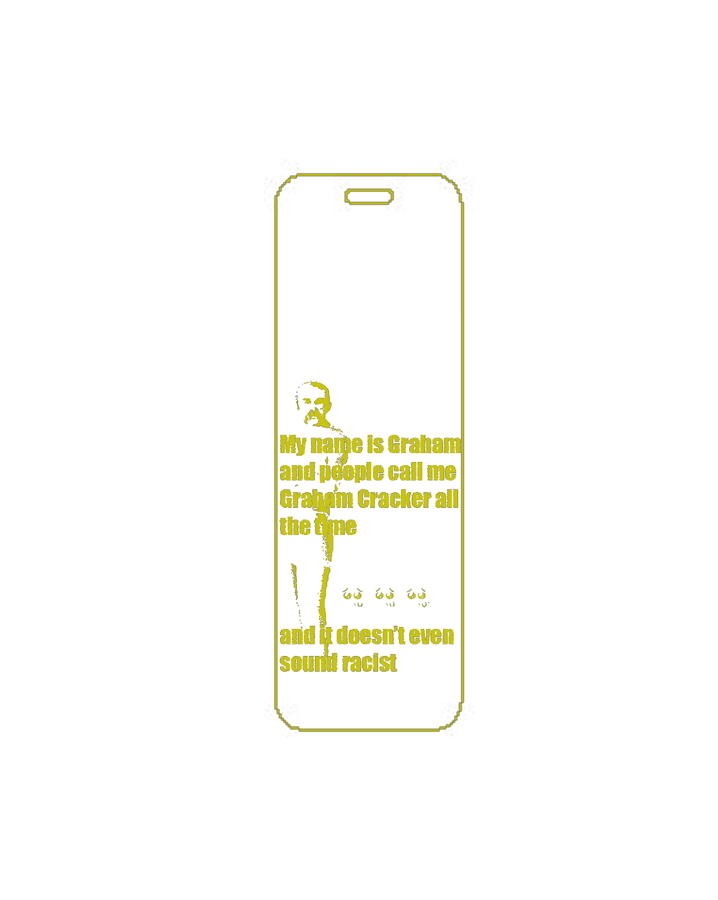 My name is Graham
and people call me
Graham Cracker all
the time
and it doesn't even
sound racist